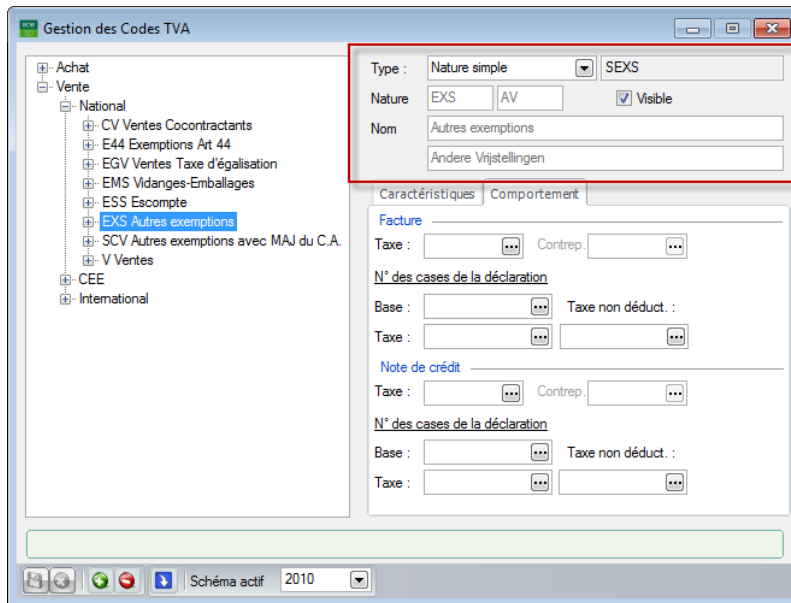 BOB 50 Gestion des Codes TVA
Achat
Vente
National
CV Ventes Cocontractants
E44 Exemptions Art 44
EGV Ventes Taxe d'égalisation
EMS Vidanges-Emballages
ESS Escompte
EXS Autres exemptions
SCV Autres exemptions avec MAJ du C.A.
V Ventes
CEE
International
Type : Nature simple SEXS
Nature EXS AV Visible
Nom Autres exemptions
Andere Vrijstellingen
Caractéristiques Comportement
Facture
Taxe : ... Contrep. ...
N° des cases de la déclaration
Base : ... Taxe non déduct. :
Taxe : ... ...
Note de crédit
Taxe : ... Contrep. ...
N° des cases de la déclaration
Base : ... Taxe non déduct. :
Taxe : ... ...
Schéma actif 2010